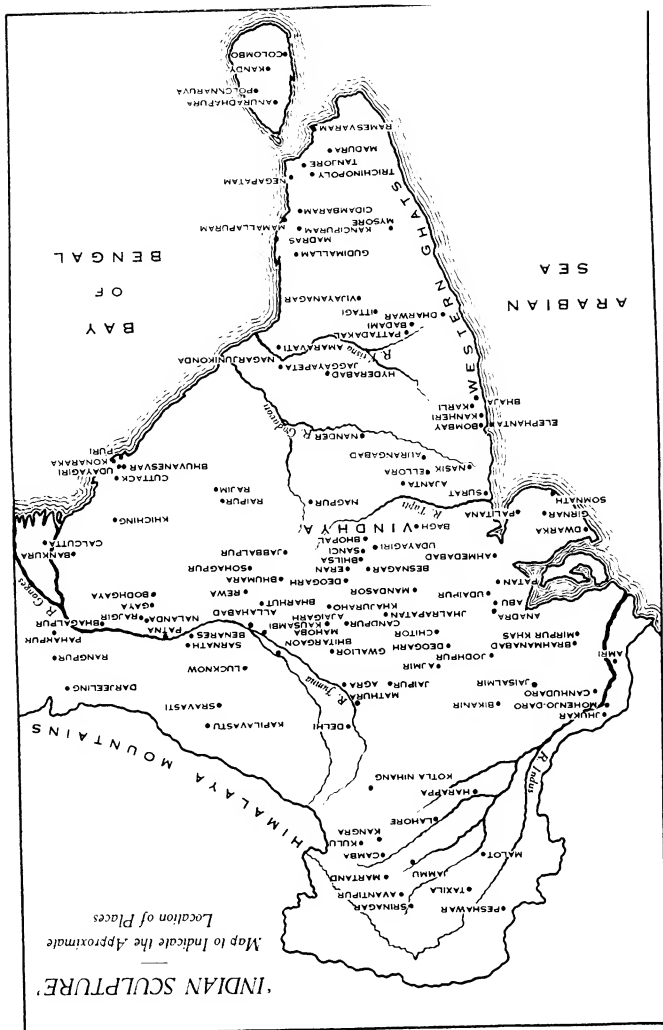 'INDIAN SCULPTURE'
Map to Indicate the Approximate
Location of Places
PESHAWAR
SRINAGAR
AVANTIPUR
TAXILA
MARTAND
JAMMU
MALOT
CAMBA
KULU
KANGRA
LAHORE
HARAPPA
KOTLA NIHANG
R. Indus
HIMALAYA MOUNTAINS
DELHI
KAPILAVASTU
JHUKAR
MOHENJO-DARO
CANHUDARO
BIKANIR
MATHURA
R. Jumna
SRAVASTI
JAISALMIR
JAIPUR
AGRA
DARJEELING
AMRI
AJMIR
LUCKNOW
RANGPUR
JODHPUR
DEOGARH
GWALIOR
BHITARGAON
BRAHMANABAD
MIRPUR KHAS
CHITOR
MAHOBA
BENARES
SARNATH
PATNA
PAHARPUR
ANADRA
JHALRAPATAN
CANDPUR
KAUSAMBI
AJAIGARH
NALANDA
RAJGIR
BHAGALPUR
ABU
KHAJURAHO
ALLAHABAD
GAYA
R. Ganges
UDAIPUR
MANDASOR
BHARHUT
REWA
BODHGAYA
PATAN
DEOGARH
BHUMARA
BESNAGAR
ERAN
SOHAGPUR
AHMEDABAD
BHILSA
SANCI
UDAYAGIRI
JABBALPUR
BANKURA
CALCUTTA
DWARKA
BHOPAL
BAGH
VINDHYA
GIRNAR
PALITANA
R. Tapti
KHICHING
SOMNATH
SURAT
NAGPUR
RAIPUR
RAJIM
AJANTA
ELLORA
NASIK
CUTTACK
BHUVANESVAR
UDAYAGIRI
KONARAKA
PURI
AURANGABAD
NANDER
R. Godavari
ELEPHANTA
BOMBAY
KANHERI
KARLI
BHAJA
HYDERABAD
JAGGAYAPETA
NAGARJUNIKONDA
R. Kistna
AMARAVATI
PATTADAKAL
BADAMI
DHARWAR
ITTAGI
VIJAYANAGAR
WESTERN GHATS
ARABIAN
SEA
BAY
OF
BENGAL
GUDIMALLAM
MADRAS
KANCIPURAM
MAMALLAPURAM
MYSORE
CIDAMBARAM
TRICHINOPOLY
NEGAPATAM
TANJORE
MADURA
RAMESVARAM
ANURADHAPURA
POLCNNARUVA
KANDY
COLOMBO